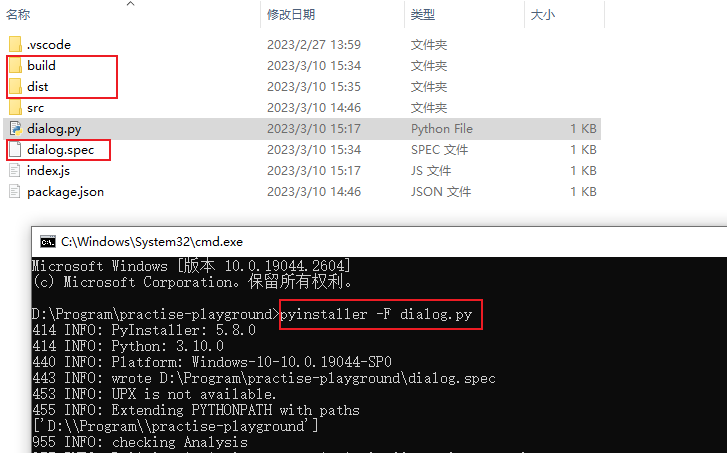 名称 修改日期 类型 大小
.vscode 2023/2/27 13:59 文件夹
build 2023/3/10 15:34 文件夹
dist 2023/3/10 15:35 文件夹
src 2023/3/10 14:46 文件夹
dialog.py 2023/3/10 15:17 Python File 1 KB
dialog.spec 2023/3/10 15:34 SPEC 文件 1 KB
index.js 2023/3/10 15:17 JS 文件 1 KB
package.json 2023/3/10 14:46 JSON 文件 1 KB
C:\Windows\System32\cmd.exe
Microsoft Windows [版本 10.0.19044.2604]
(c) Microsoft Corporation。保留所有权利。
D:\Program\practise-playground>pyinstaller -F dialog.py
414 INFO: PyInstaller: 5.8.0
414 INFO: Python: 3.10.0
440 INFO: Platform: Windows-10-10.0.19044-SP0
443 INFO: wrote D:\Program\practise-playground\dialog.spec
453 INFO: UPX is not available.
455 INFO: Extending PYTHONPATH with paths
['D:\\Program\\practise-playground']
955 INFO: checking Analysis